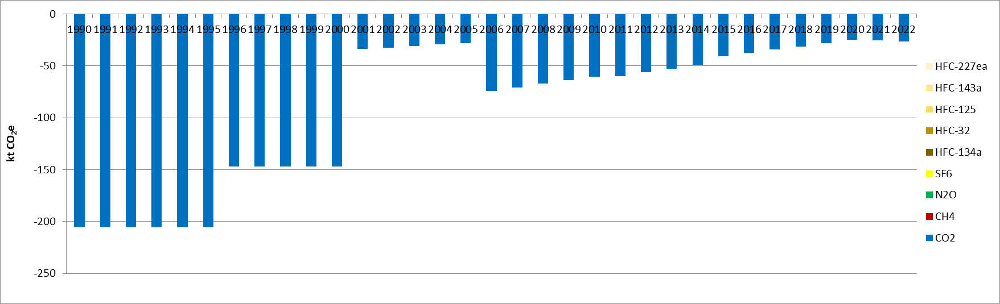 0
1990 1991 1992 1993 1994 1995 1996 1997 1998 1999 2000 2001 2002 2003 2004 2005 2006 2007 2008 2009 2010 2011 2012 2013 2014 2015 2016 2017 2018 2019 2020 2021 2022
-50
-100
-150
-200
-250
kt CO₂e
HFC-227ea
HFC-143a
HFC-125
HFC-32
HFC-134a
SF6
N2O
CH4
CO2